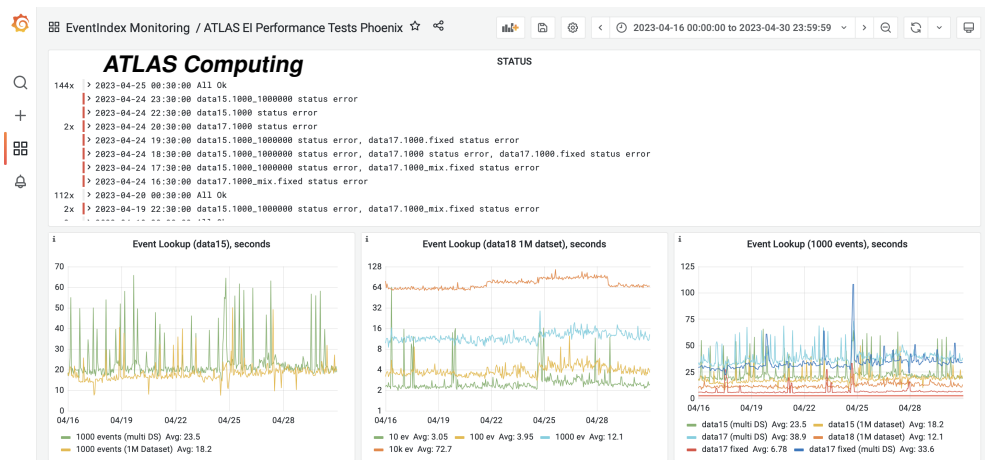 EventIndex Monitoring / ATLAS EI Performance Tests Phoenix
2023-04-16 00:00:00 to 2023-04-30 23:59:59
ATLAS Computing
STATUS
144x > 2023-04-25 00:30:00 All Ok
> 2023-04-24 23:30:00 data15.1000_1000000 status error
> 2023-04-24 22:30:00 data15.1000 status error
2x > 2023-04-24 20:30:00 data17.1000 status error
> 2023-04-24 19:30:00 data15.1000_1000000 status error, data17.1000.fixed status error
> 2023-04-24 18:30:00 data15.1000_1000000 status error, data17.1000 status error, data17.1000.fixed status error
> 2023-04-24 17:30:00 data15.1000_1000000 status error, data17.1000_mix.fixed status error
> 2023-04-24 16:30:00 data17.1000_mix.fixed status error
112x > 2023-04-20 00:30:00 All Ok
2x > 2023-04-19 22:30:00 data15.1000_1000000 status error, data17.1000_mix.fixed status error
Event Lookup (data15), seconds
70
60
50
40
30
20
10
0
04/16 04/19 04/22 04/25 04/28
1000 events (multi DS) Avg: 23.5
1000 events (1M Dataset) Avg: 18.2
Event Lookup (data18 1M datset), seconds
128
64
32
16
8
4
2
1
04/16 04/19 04/22 04/25 04/28
10 ev Avg: 3.05 100 ev Avg: 3.95 1000 ev Avg: 12.1
10k ev Avg: 72.7
Event Lookup (1000 events), seconds
125
100
75
50
25
0
04/16 04/19 04/22 04/25 04/28
data15 (multi DS) Avg: 23.5 data15 (1M dataset) Avg: 18.2
data17 (multi DS) Avg: 38.9 data18 (1M dataset) Avg: 12.1
data17 fixed Avg: 6.78 data17 fixed (multi DS) Avg: 33.6